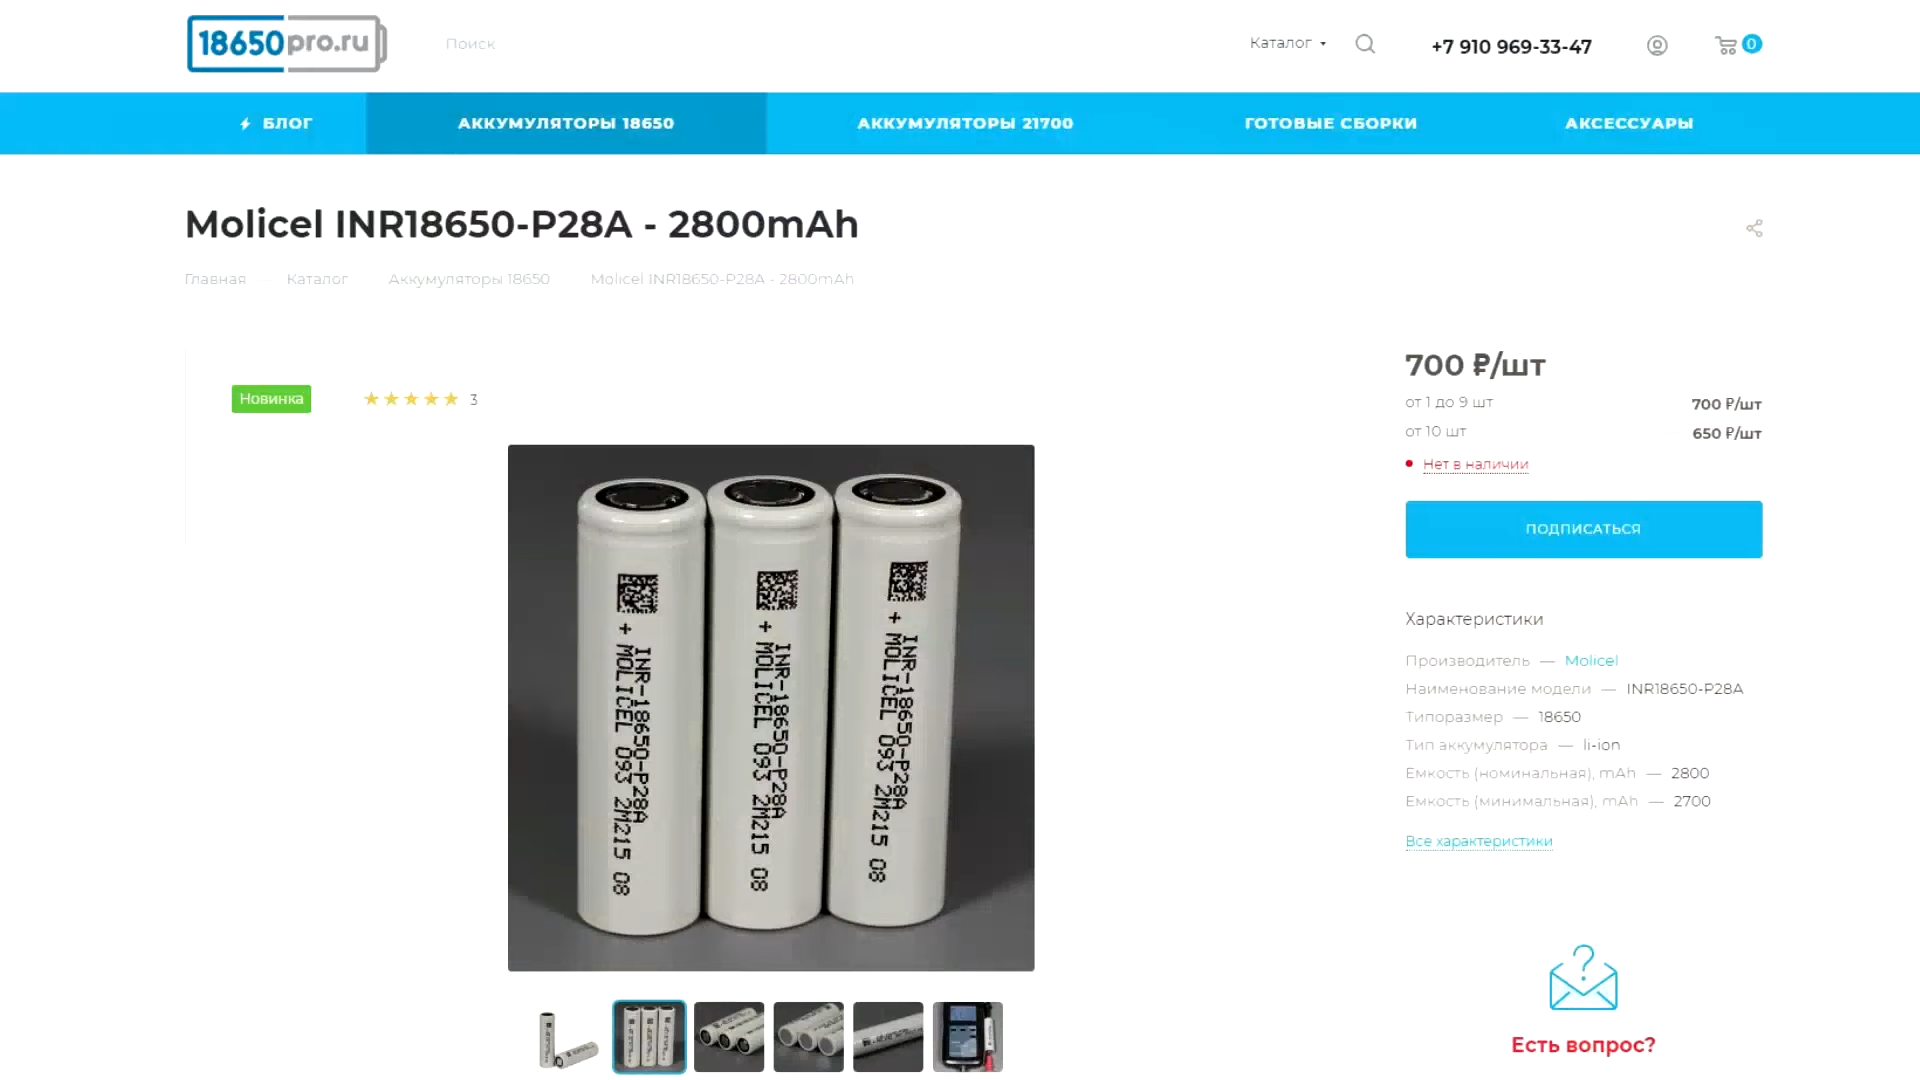 18650pro.ru
Поиск
Каталог
+7 910 969-33-47
0
БЛОГ
АККУМУЛЯТОРЫ 18650
АККУМУЛЯТОРЫ 21700
ГОТОВЫЕ СБОРКИ
АКСЕССУАРЫ
Molicel INR18650-P28A - 2800mAh
Главная — Каталог Аккумуляторы 18650 Molicel INR18650-P28A - 2800mAh
Новинка
3
INR-18650-P28A
MOLICEL 093 2M215 08
INR-18650-P28A
MOLICEL 093 2M215 08
INR-18650-P28A
MOLICEL 093 2M215 08
700 ₽/шт
от 1 до 9 шт 700 ₽/шт
от 10 шт 650 ₽/шт
Нет в наличии
ПОДПИСАТЬСЯ
Характеристики
Производитель — Molicel
Наименование модели — INR18650-P28A
Типоразмер — 18650
Тип аккумулятора — li-ion
Емкость (номинальная), mAh — 2800
Емкость (минимальная), mAh — 2700
Все характеристики
Есть вопрос?